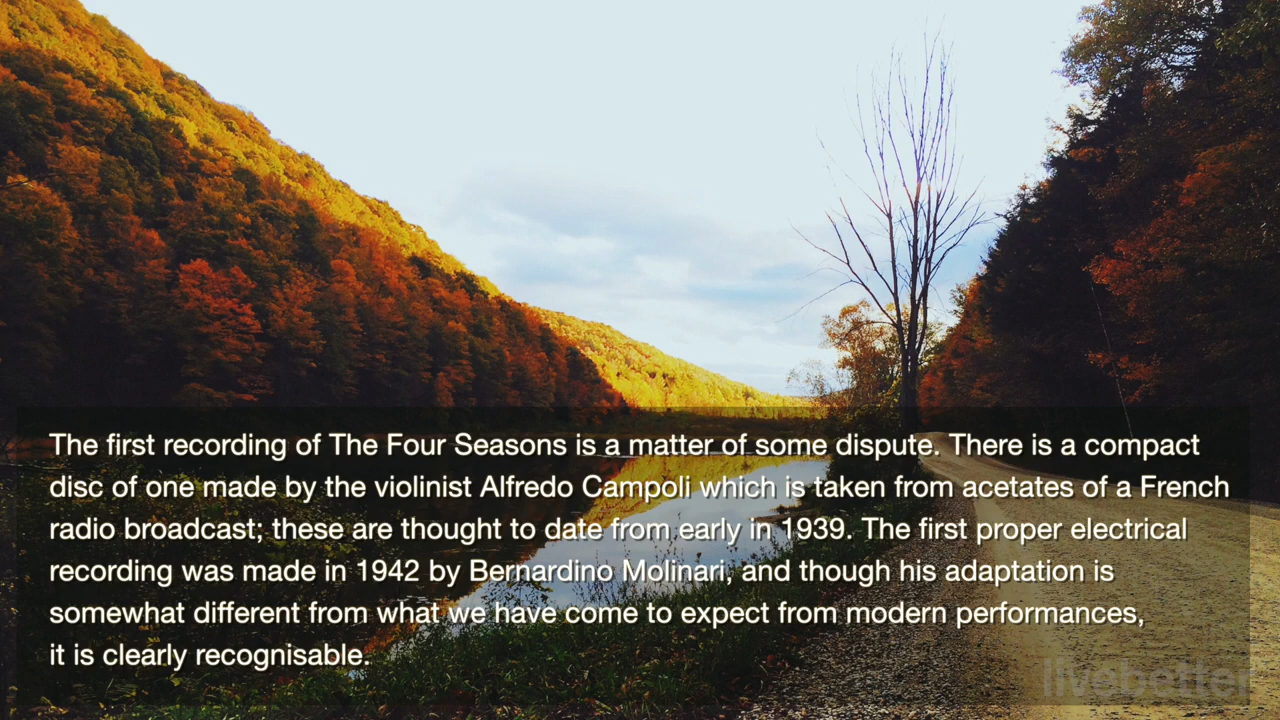 The first recording of The Four Seasons is a matter of some dispute. There is a compact
disc of one made by the violinist Alfredo Campoli which is taken from acetates of a French
radio broadcast; these are thought to date from early in 1939. The first proper electrical
recording was made in 1942 by Bernardino Molinari, and though his adaptation is
somewhat different from what we have come to expect from modern performances,
it is clearly recognisable.
livebetter